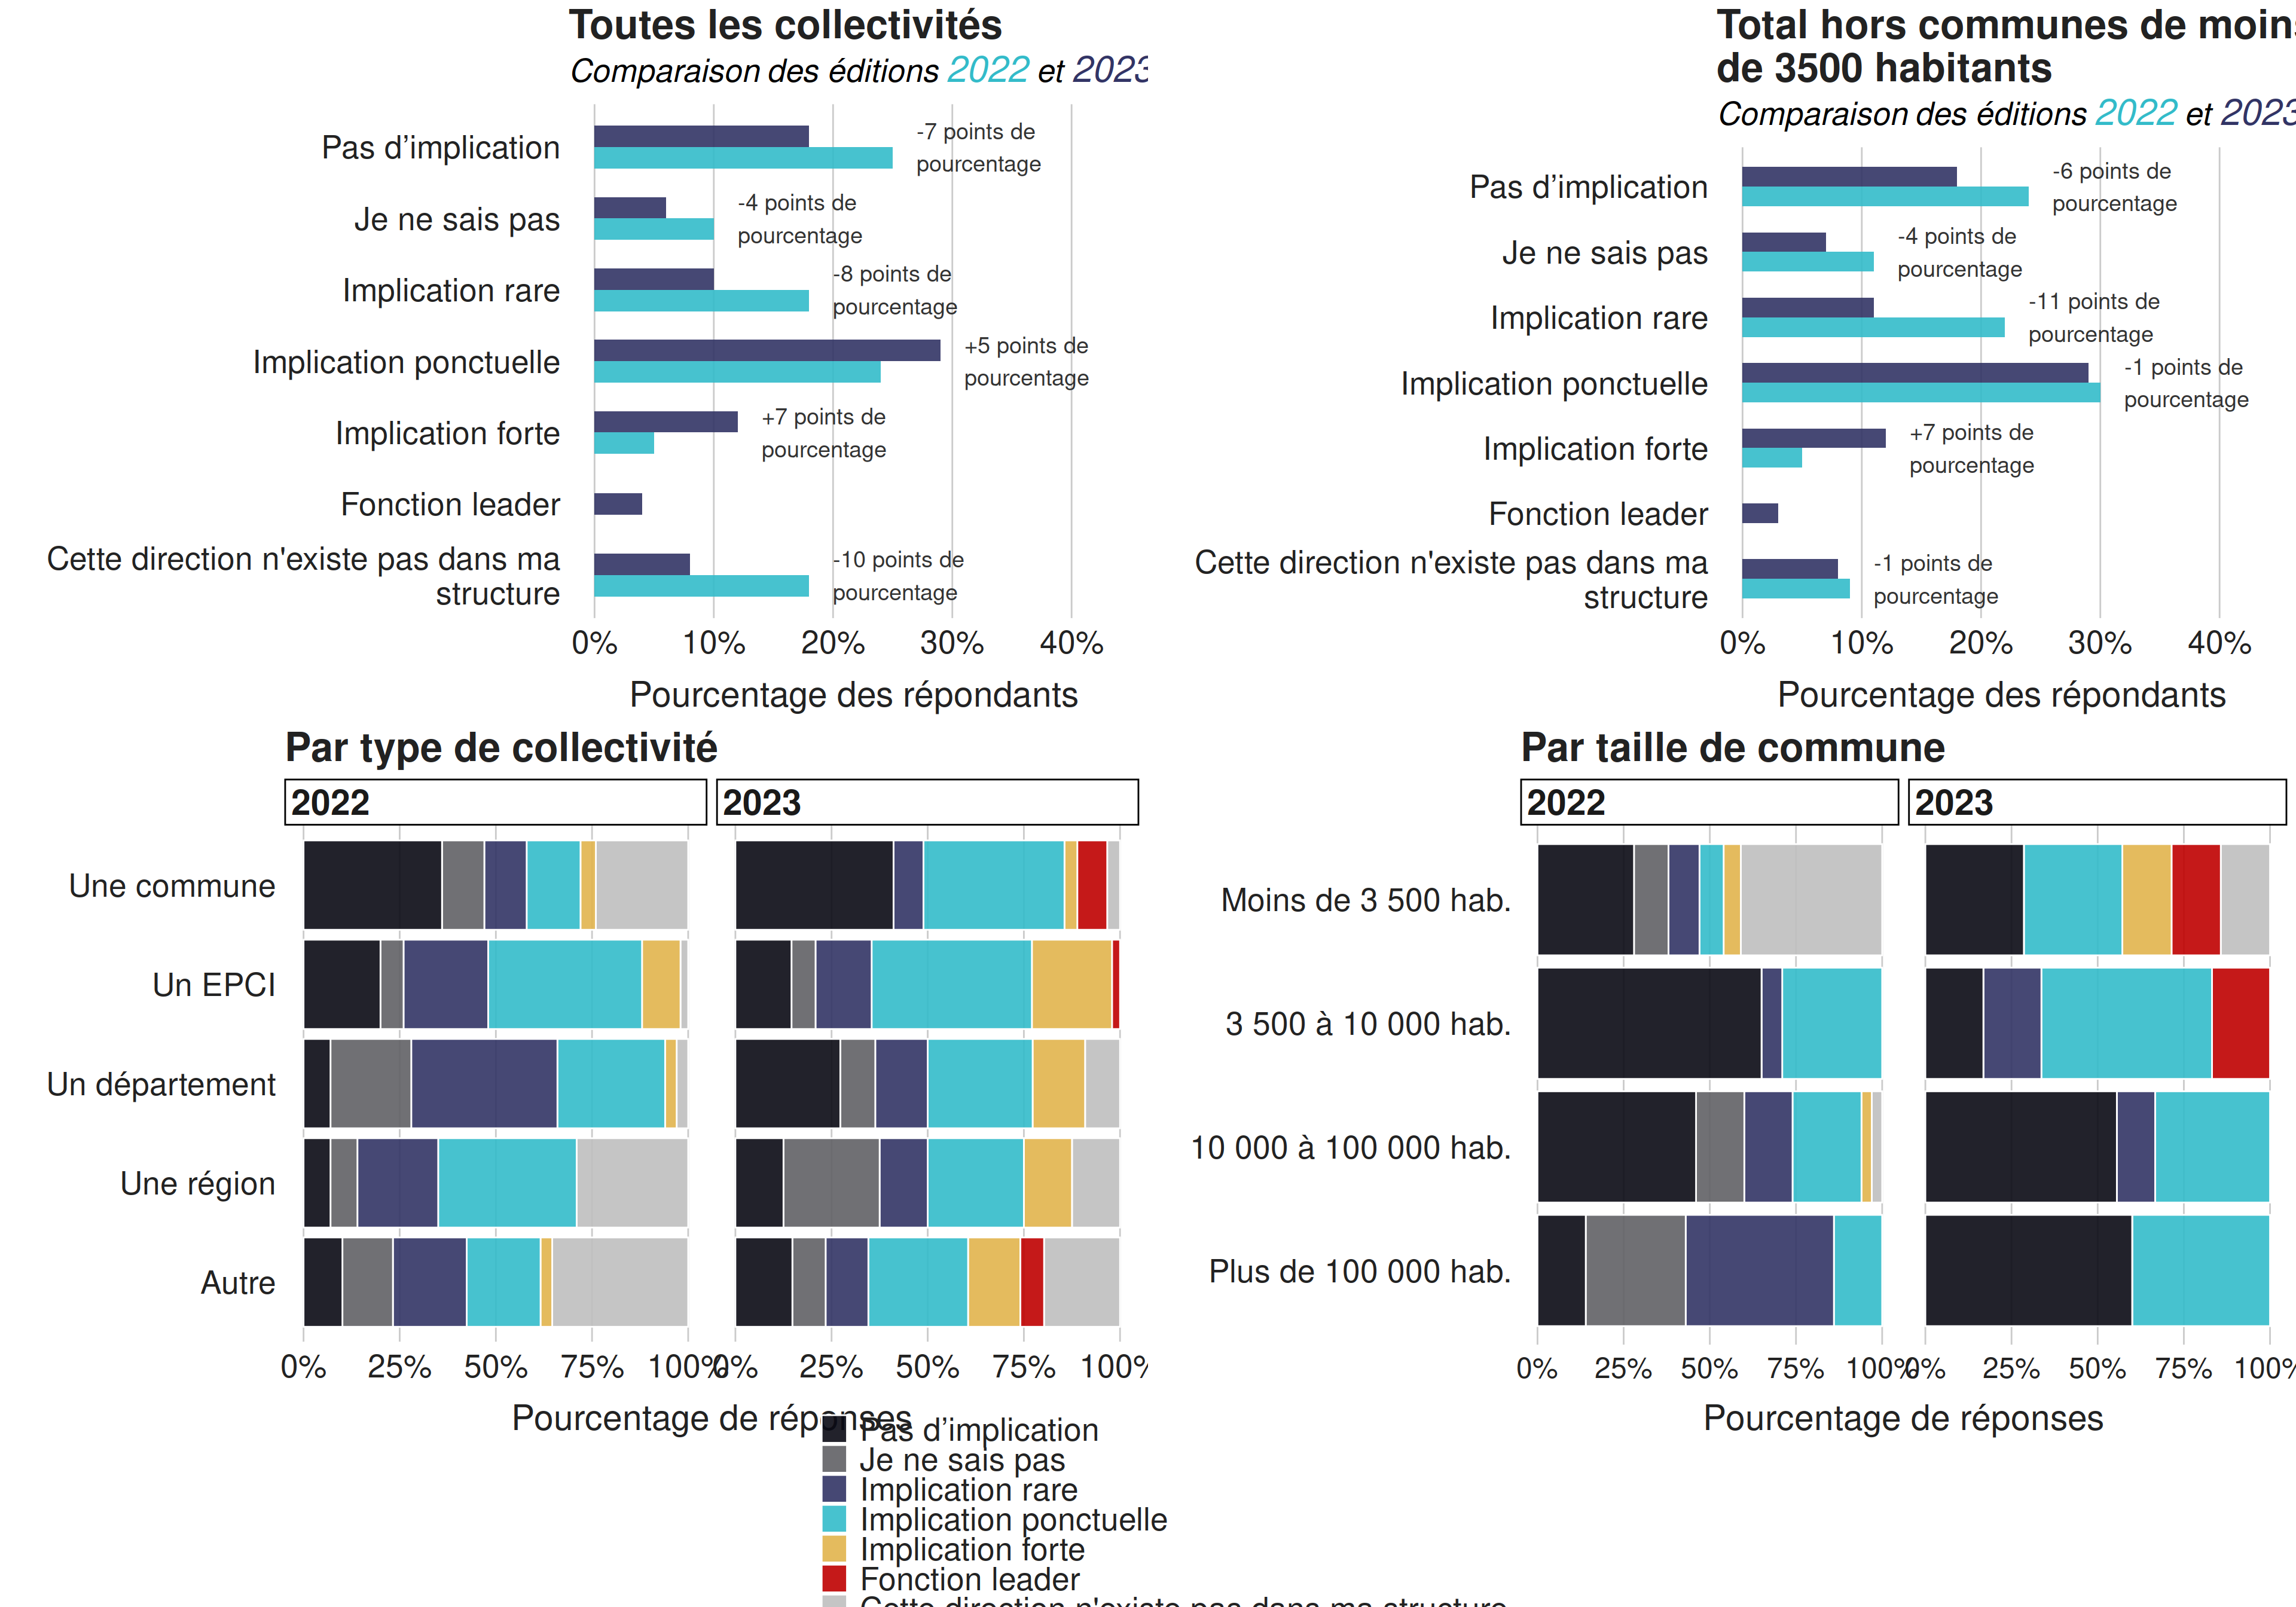 Toutes les collectivités
Comparaison des éditions 2022 et 2023
Pas d’implication
Je ne sais pas
Implication rare
Implication ponctuelle
Implication forte
Fonction leader
Cette direction n'existe pas dans ma
structure
-7 points de
pourcentage
-4 points de
pourcentage
-8 points de
pourcentage
+5 points de
pourcentage
+7 points de
pourcentage
-10 points de
pourcentage
0% 10% 20% 30% 40%
Pourcentage des répondants
Total hors communes de moins
de 3500 habitants
Comparaison des éditions 2022 et 2023
Pas d’implication
Je ne sais pas
Implication rare
Implication ponctuelle
Implication forte
Fonction leader
Cette direction n'existe pas dans ma
structure
-6 points de
pourcentage
-4 points de
pourcentage
-11 points de
pourcentage
-1 points de
pourcentage
+7 points de
pourcentage
-1 points de
pourcentage
0% 10% 20% 30% 40%
Pourcentage des répondants
Par type de collectivité
2022 2023
Une commune
Un EPCI
Un département
Une région
Autre
0% 25% 50% 75% 100% 0% 25% 50% 75% 100%
Pourcentage de réponses
Par taille de commune
2022 2023
Moins de 3 500 hab.
3 500 à 10 000 hab.
10 000 à 100 000 hab.
Plus de 100 000 hab.
0% 25% 50% 75% 100% 0% 25% 50% 75% 100%
Pourcentage de réponses
Pas d’implication
Je ne sais pas
Implication rare
Implication ponctuelle
Implication forte
Fonction leader
Cette direction n'existe pas dans ma structure